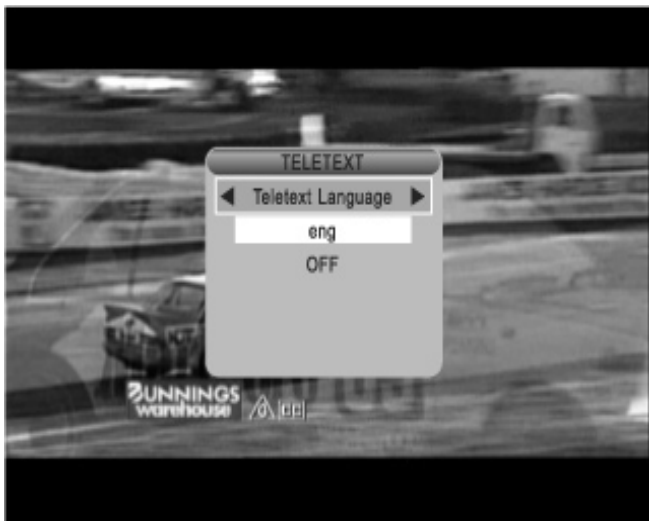 TELETEXT
Teletext Language
eng
OFF
BUNNINGS
warehouse